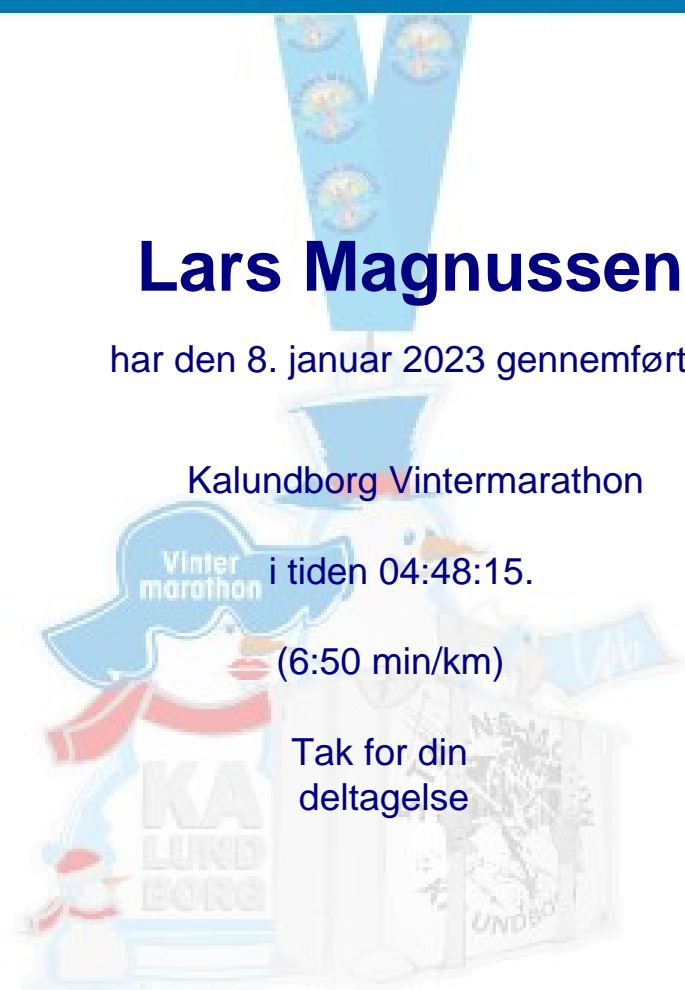 Lars Magnussen
har den 8. januar 2023 gennemført
Kalundborg Vintermarathon
Vinter
marathon
i tiden 04:48:15.
(6:50 min/km)
Tak for din
deltagelse
KA
LUND
BORG